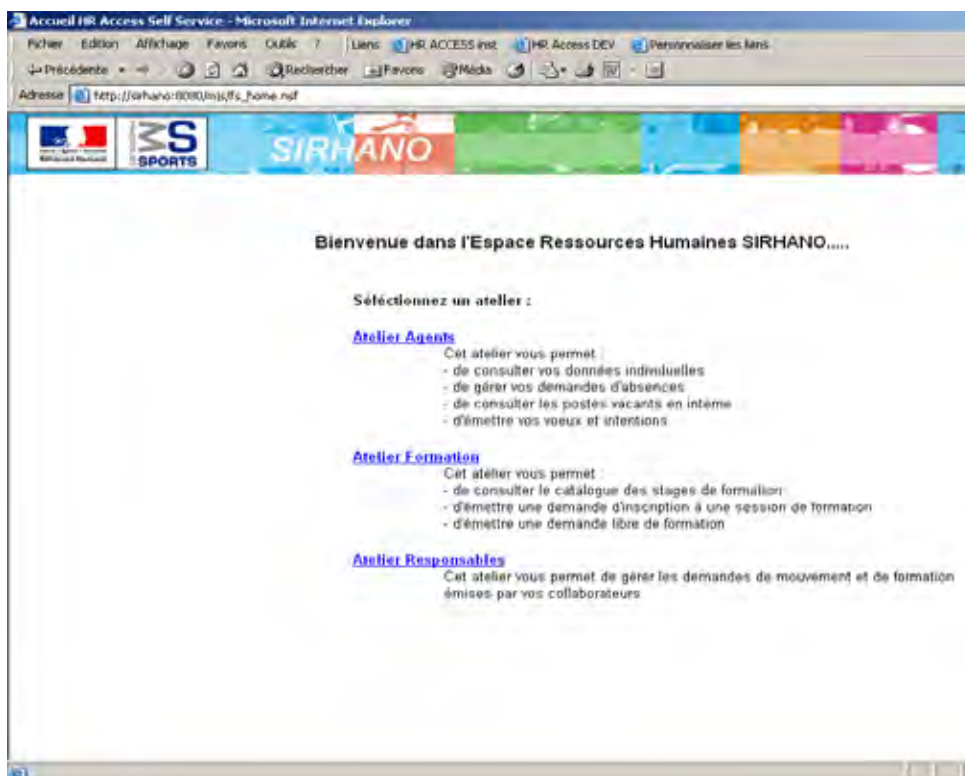 Accueil HR Access Self Service - Microsoft Internet Explorer
Fichier Edition Affichage Favoris Outils ? Liens HR ACCESS inst HR Access DEV Personnaliser les liens
Précédente Rechercher Favoris Média
Adresse http://sirhano:8080/mjs/fs_home.nsf
SPORTS
SIRHANO
Bienvenue dans l'Espace Ressources Humaines SIRHANO.....
Séléctionnez un atelier :
Atelier Agents
Cet atelier vous permet :
- de consulter vos données individuelles
- de gérer vos demandes d'absences
- de consulter les postes vacants en interne
- d'émettre vos voeux et intentions
Atelier Formation
Cet atelier vous permet :
- de consulter le catalogue des stages de formation
- d'émettre une demande d'inscription à une session de formation
- d'émettre une demande libre de formation
Atelier Responsables
Cet atelier vous permet de gérer les demandes de mouvement et de formation
émises par vos collaborateurs